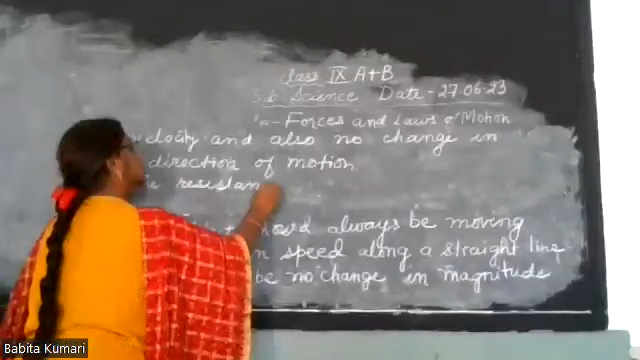 class IX A+B
Sub Science Date - 27.06.23
Forces and Laws of Motion
velocity and also no change in
direction of motion
resistan
always be moving
speed along a straight line
be no change in magnitude
Babita Kumari